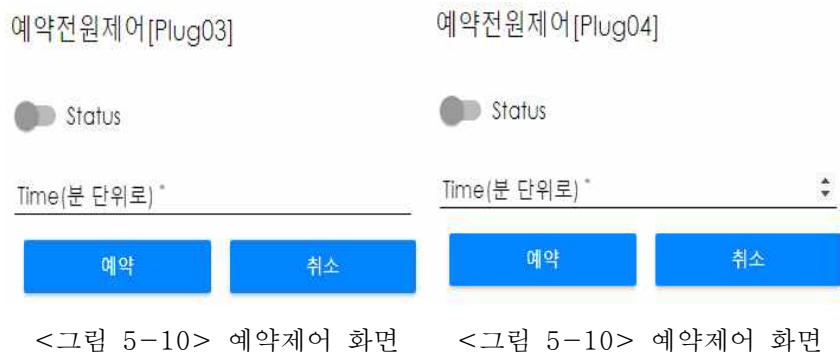 예약전원제어[Plug03]
Status
Time(분 단위로) *
예약 취소
<그림 5-10> 예약제어 화면
예약전원제어[Plug04]
Status
Time(분 단위로) *
예약 취소
<그림 5-10> 예약제어 화면